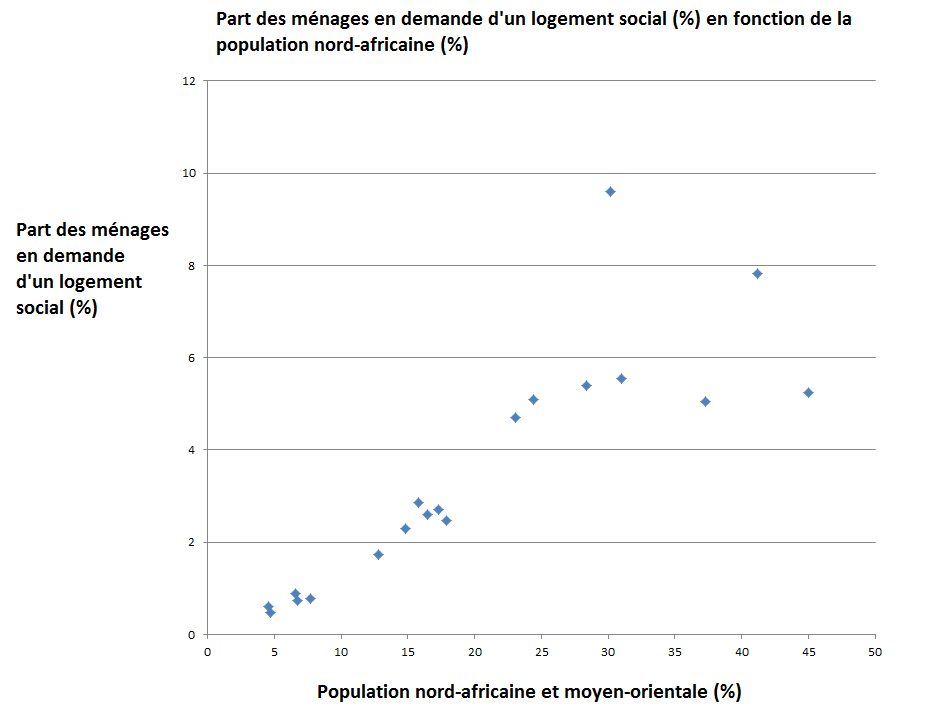 Part des ménages en demande d'un logement social (%) en fonction de la
population nord-africaine (%)
12
10
Part des ménages
en demande
d'un logement
social (%)
8
6
4
2
0
0 5 10 15 20 25 30 35 40 45 50
Population nord-africaine et moyen-orientale (%)